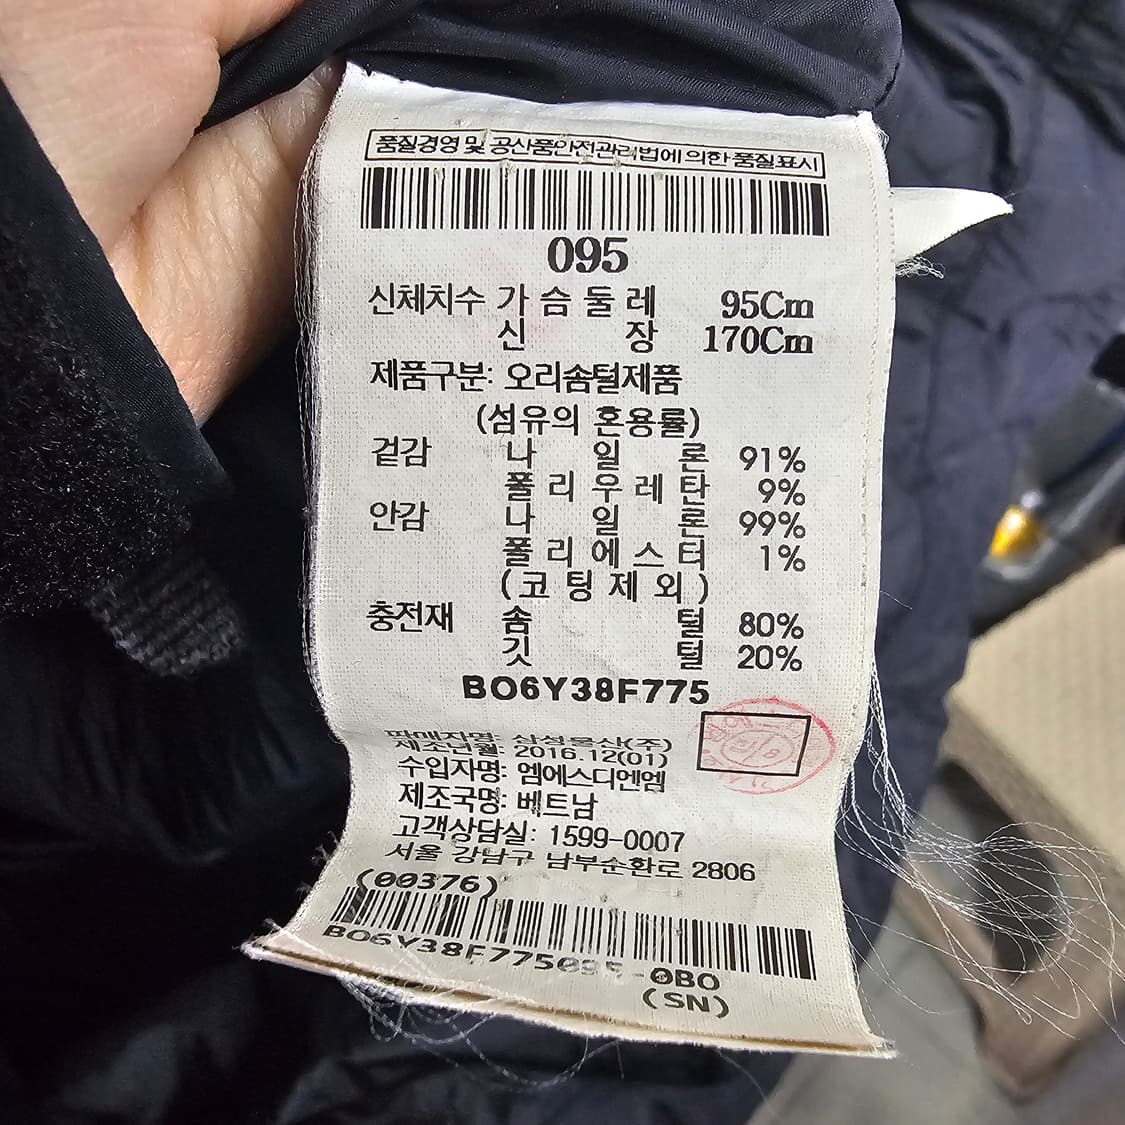 품질경영 및 공산품안전관리법에 의한 품질표시
095
신체치수 가슴둘레 95Cm
신장 170Cm
제품구분: 오리솜털제품
(섬유의 혼용률)
겉감 나일론 91%
폴리우레탄 9%
안감 나일론 99%
폴리에스터 1%
(코팅제외)
충전재 솜털 80%
깃털 20%
BO6Y38F775
판매자명: 삼성물산(주)
제조년월: 2016.12(01)
수입자명: 엠에스디엔엠
제조국명: 베트남
고객상담실: 1599-0007
서울 강남구 남부순환로 2806
(00376)
BO6Y38F775095-0BO
(SN)